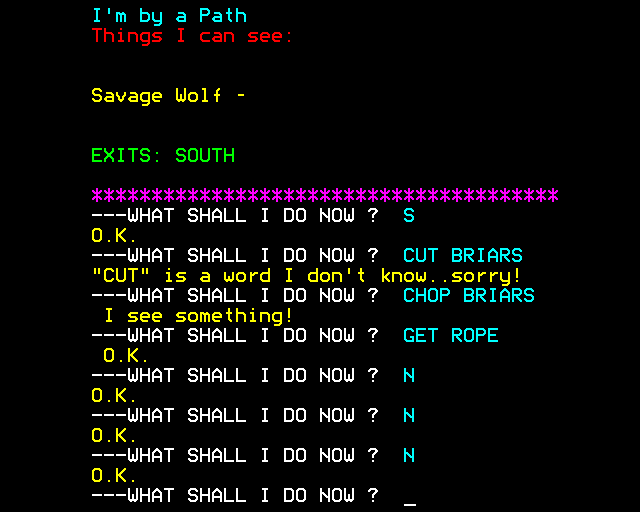 I'm by a Path
Things I can see:
Savage Wolf -
EXITS: SOUTH
***************************************
---WHAT SHALL I DO NOW ?  S
O.K.
---WHAT SHALL I DO NOW ?  CUT BRIARS
"CUT" is a word I don't know..sorry!
---WHAT SHALL I DO NOW ?  CHOP BRIARS
I see something!
---WHAT SHALL I DO NOW ?  GET ROPE
O.K.
---WHAT SHALL I DO NOW ?  N
O.K.
---WHAT SHALL I DO NOW ?  N
O.K.
---WHAT SHALL I DO NOW ?  N
O.K.
---WHAT SHALL I DO NOW ?  _